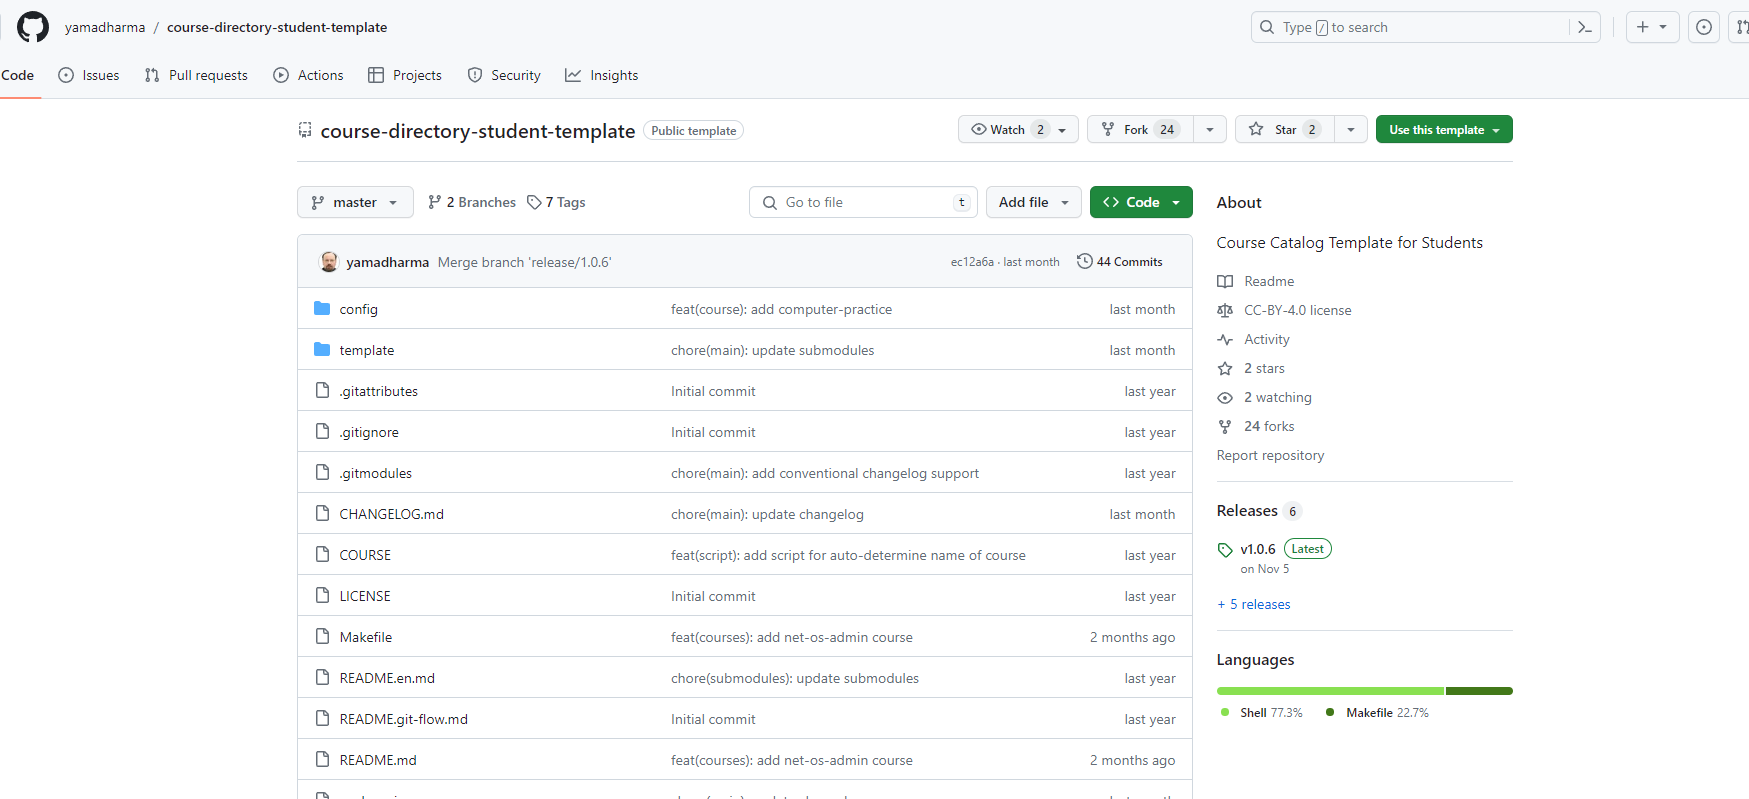 yamadharma / course-directory-student-template
Type / to search
Code Issues Pull requests Actions Projects Security Insights
course-directory-student-template Public template
Watch 2 Fork 24 Star 2 Use this template
master 2 Branches 7 Tags Go to file t Add file Code
yamadharma Merge branch 'release/1.0.6' ec12a6a · last month 44 Commits
config feat(course): add computer-practice last month
template chore(main): update submodules last month
.gitattributes Initial commit last year
.gitignore Initial commit last year
.gitmodules chore(main): add conventional changelog support last year
CHANGELOG.md chore(main): update changelog last month
COURSE feat(script): add script for auto-determine name of course last year
LICENSE Initial commit last year
Makefile feat(courses): add net-os-admin course 2 months ago
README.en.md chore(submodules): update submodules last year
README.git-flow.md Initial commit last year
README.md feat(courses): add net-os-admin course 2 months ago
About
Course Catalog Template for Students
Readme
CC-BY-4.0 license
Activity
2 stars
2 watching
24 forks
Report repository
Releases 6
v1.0.6 Latest
on Nov 5
+ 5 releases
Languages
Shell 77.3% Makefile 22.7%